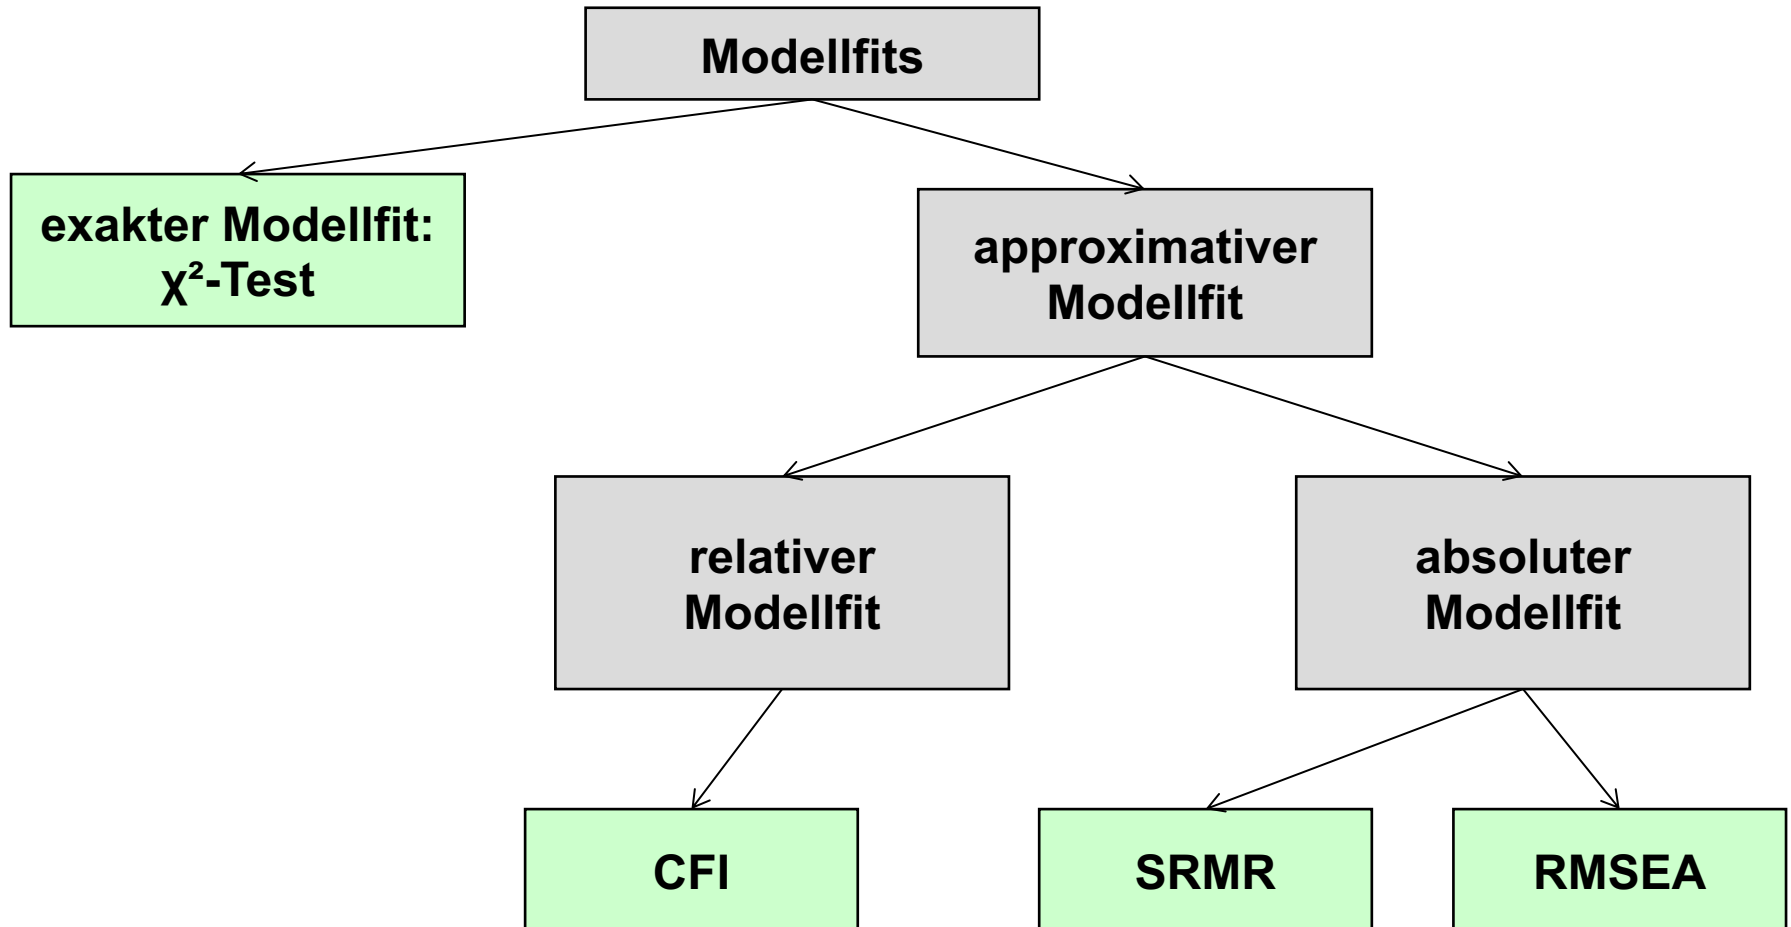 Modellfits
exakter Modellfit:
χ²-Test
approximativer
Modellfit
relativer
Modellfit
absoluter
Modellfit
CFI
SRMR
RMSEA